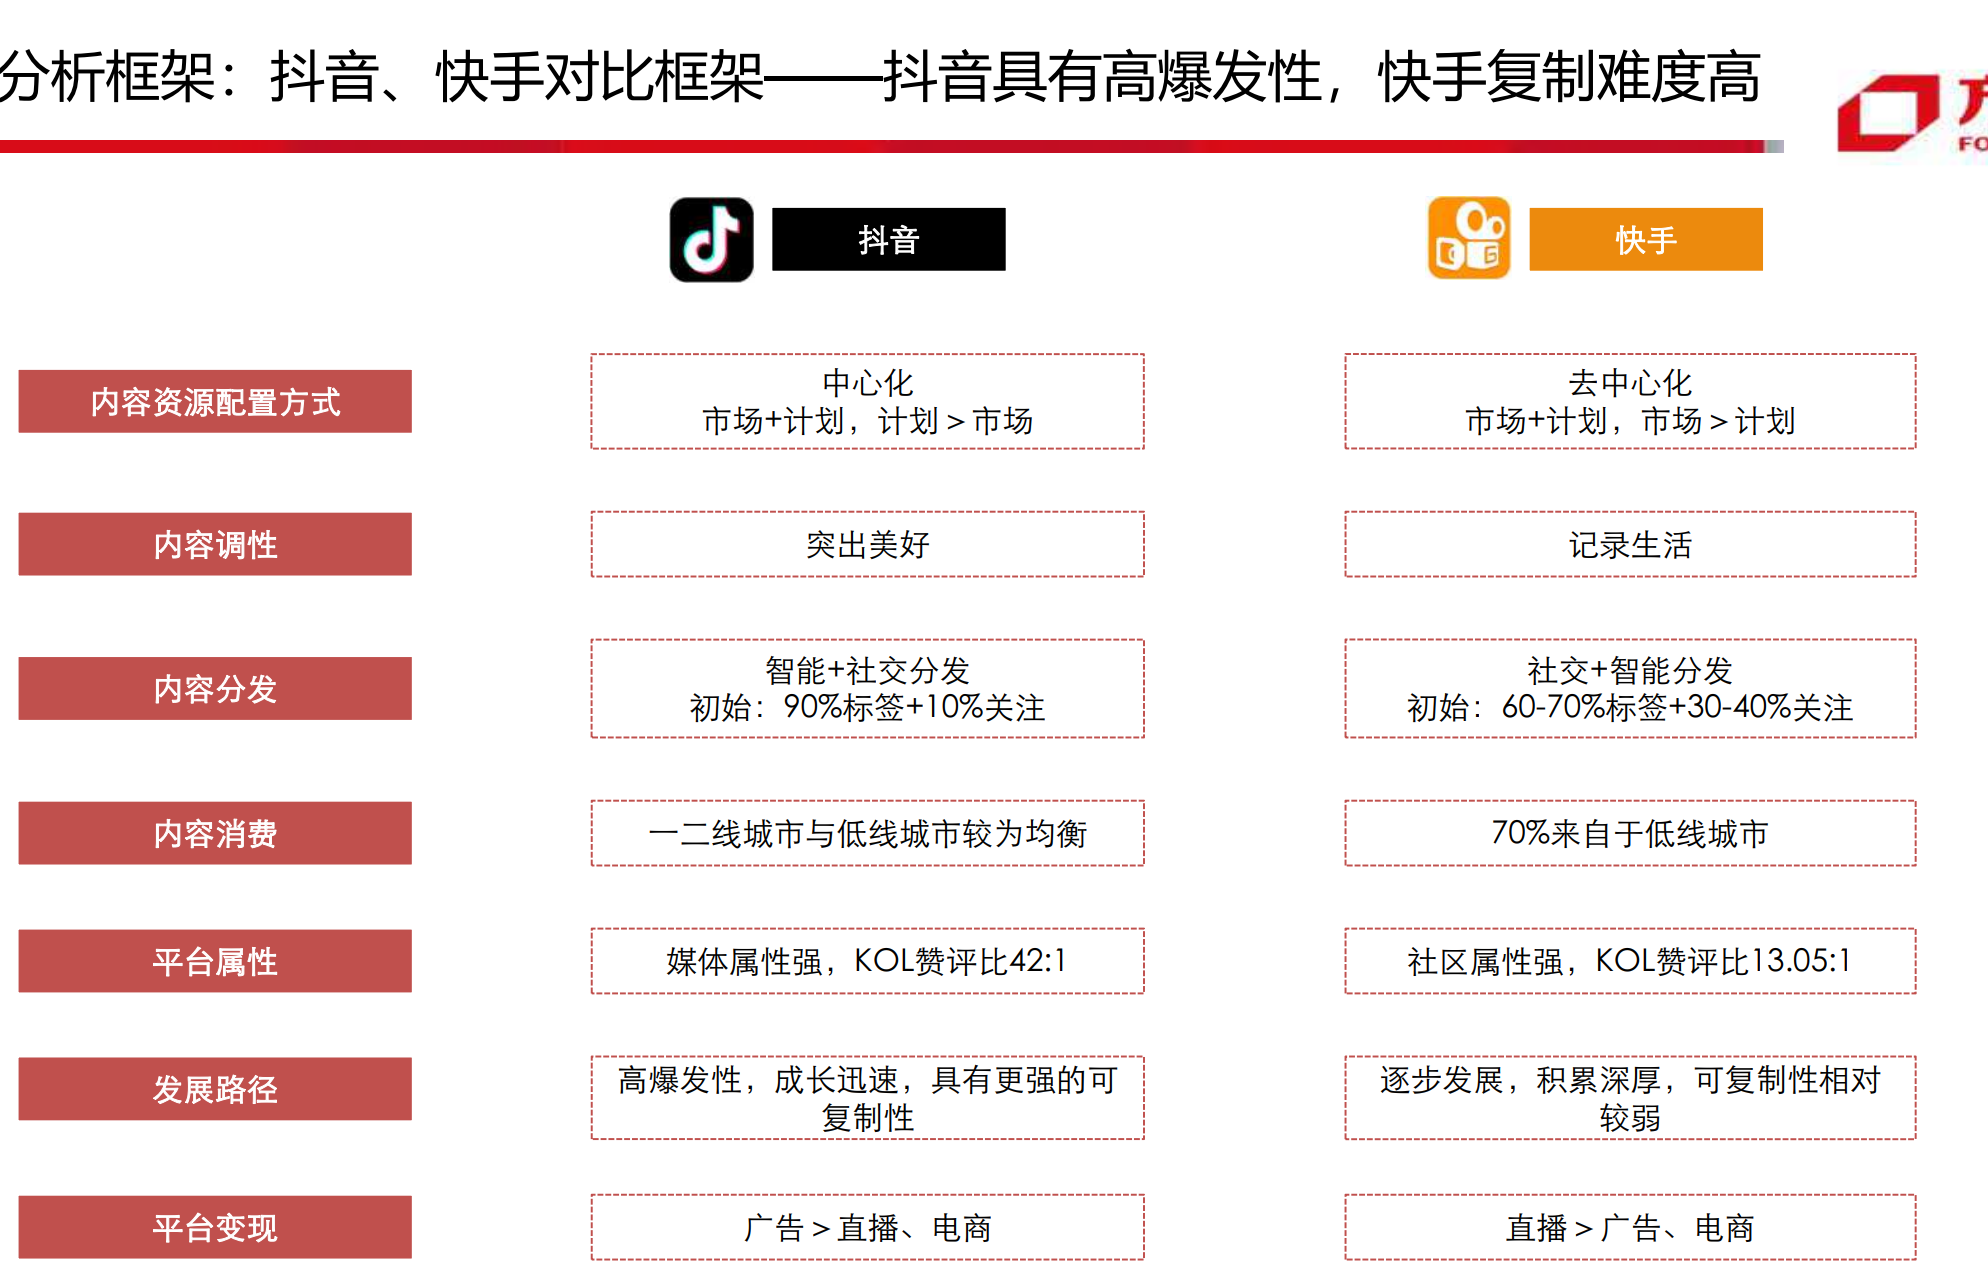 分析框架：抖音、快手对比框架——抖音具有高爆发性，快手复制难度高
抖音
快手
内容资源配置方式
中心化
市场+计划，计划＞市场
去中心化
市场+计划，市场＞计划
内容调性
突出美好
记录生活
内容分发
智能+社交分发
初始：90%标签+10%关注
社交+智能分发
初始：60-70%标签+30-40%关注
内容消费
一二线城市与低线城市较为均衡
70%来自于低线城市
平台属性
媒体属性强，KOL赞评比42:1
社区属性强，KOL赞评比13.05:1
发展路径
高爆发性，成长迅速，具有更强的可
复制性
逐步发展，积累深厚，可复制性相对
较弱
平台变现
广告＞直播、电商
直播＞广告、电商